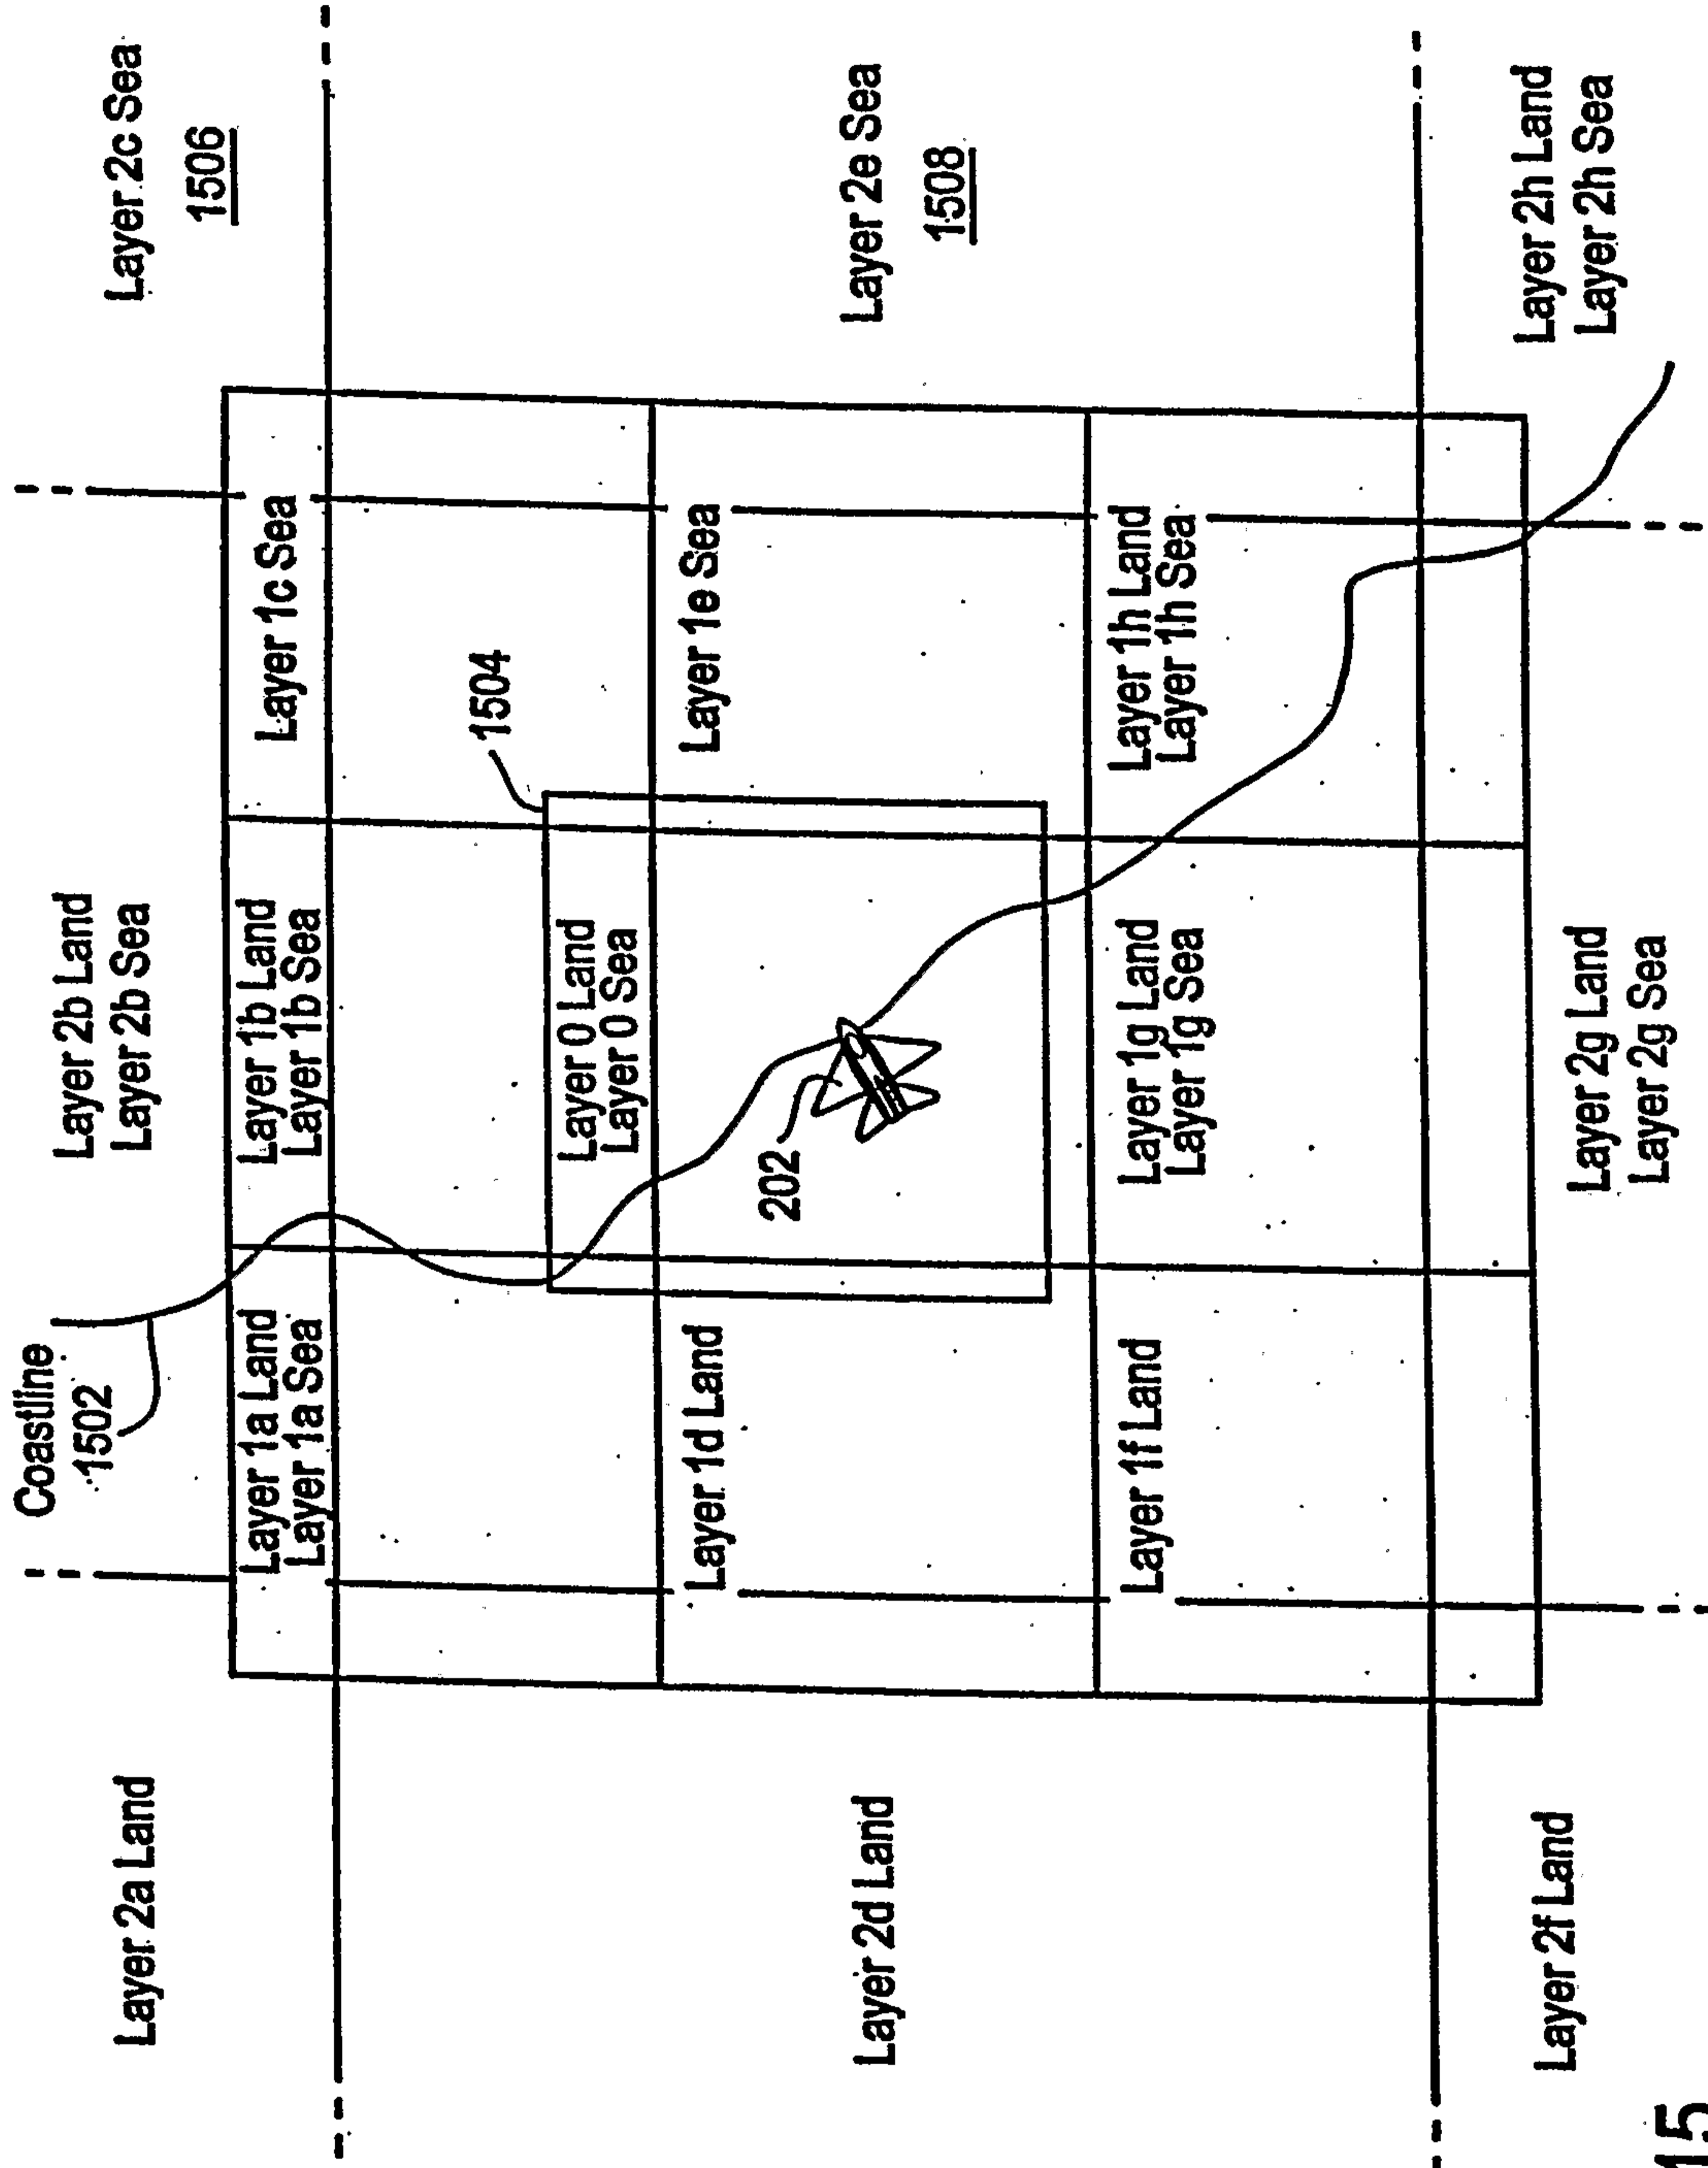 Coastline
1502
Layer 2a Land
Layer 2b Land
Layer 2b Sea
Layer 2c Sea
1506
Layer 1a Land
Layer 1a Sea
Layer 1b Land
Layer 1b Sea
Layer 1c Sea
1504
Layer 0 Land
Layer 0 Sea
Layer 1d Land
202
Layer 1e Sea
Layer 2d Land
Layer 2e Sea
1508
Layer 1f Land
Layer 1g Land
Layer 1g Sea
Layer 1h Land
Layer 1h Sea
Layer 2f Land
Layer 2g Land
Layer 2g Sea
Layer 2h Land
Layer 2h Sea
15